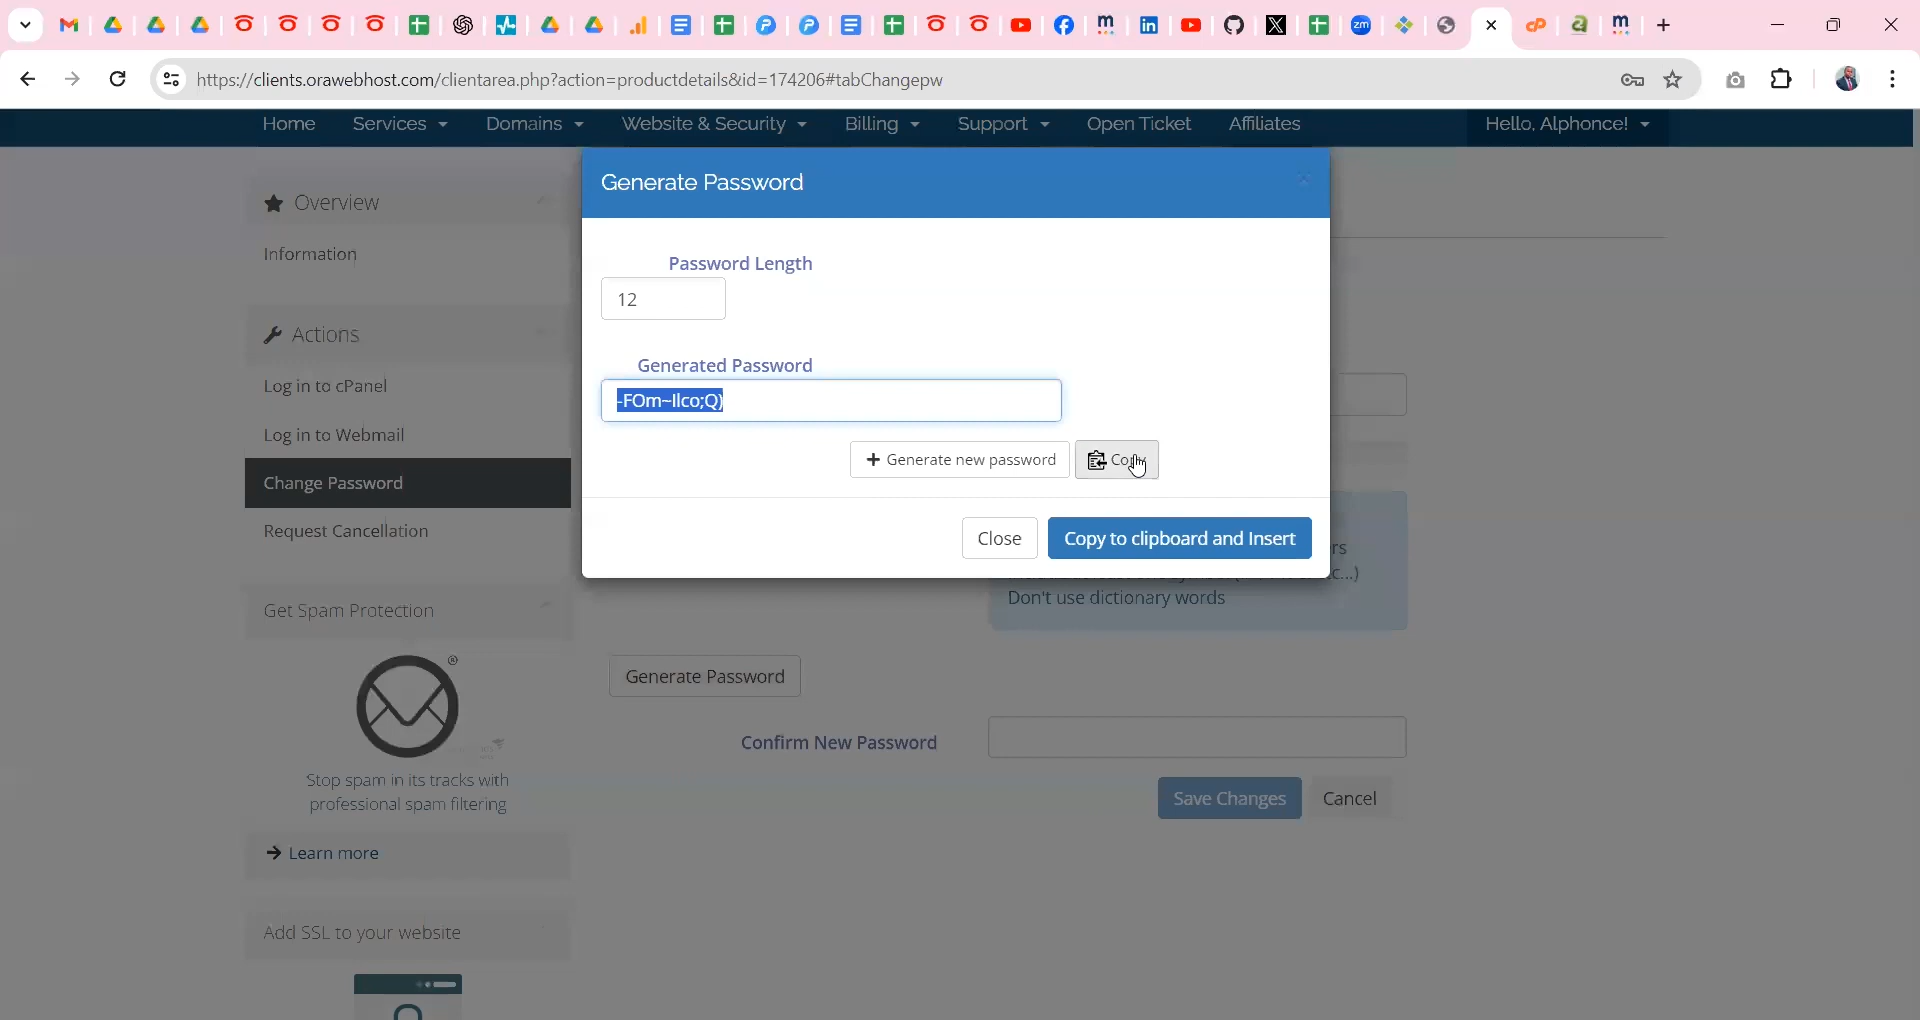 https://clients.orawebhost.com/clientarea.php?action=productdetails&id=174206#tabChangepw
Home Services Domains Website & Security Billing Support Open Ticket Affiliates Hello, Alphonce!
Generate Password
Overview
Information
Password Length
12
Actions
Generated Password
Log in to cPanel
-FOm~Ilco;Q)
Log in to Webmail
+ Generate new password Copy
Change Password
Request Cancellation
Close Copy to clipboard and Insert
Don't use dictionary words
Get Spam Protection
Generate Password
Confirm New Password
Stop spam in its tracks with
professional spam filtering
Save Changes Cancel
Learn more
Add SSL to your website